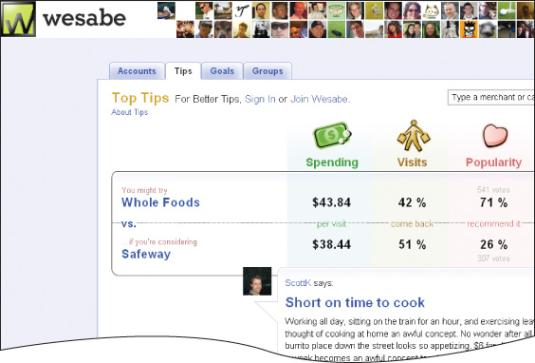 wesabe
Accounts Tips Goals Groups
Top Tips For Better Tips, Sign In or Join Wesabe.
Type a merchant or ca
About Tips
Spending Visits Popularity
You might try
541 votes
Whole Foods $43.84 42 % 71 %
vs. per visit come back recommend it
if you're considering
Safeway $38.44 51 % 26 %
307 votes
ScottK says:
Short on time to cook
Working all day, sitting on the train for an hour, and exercising lea
thought of cooking at home an awful concept. No wonder after all
burrito place down the street looks so appetizing. $6 for
week becomes an awful concept